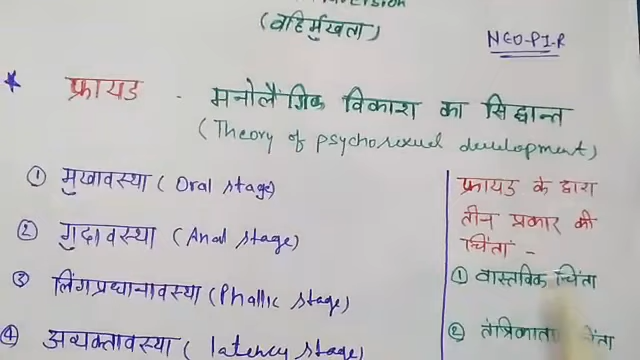 (बहिर्मुखता)
NEO-PI-R
* फ्रायड - मनोलैंगिक विकाश का सिद्धान्त
(Theory of psychosexual development)
① मुखावस्था (Oral stage)
② गुदावस्था (Anal stage)
③ लिंगप्रधानावस्था (Phallic stage)
④ अव्यक्तावस्था (latency stage)
फ्रायड के द्वारा
तीन प्रकार की
चिंता -
① वास्तविक चिंता
②